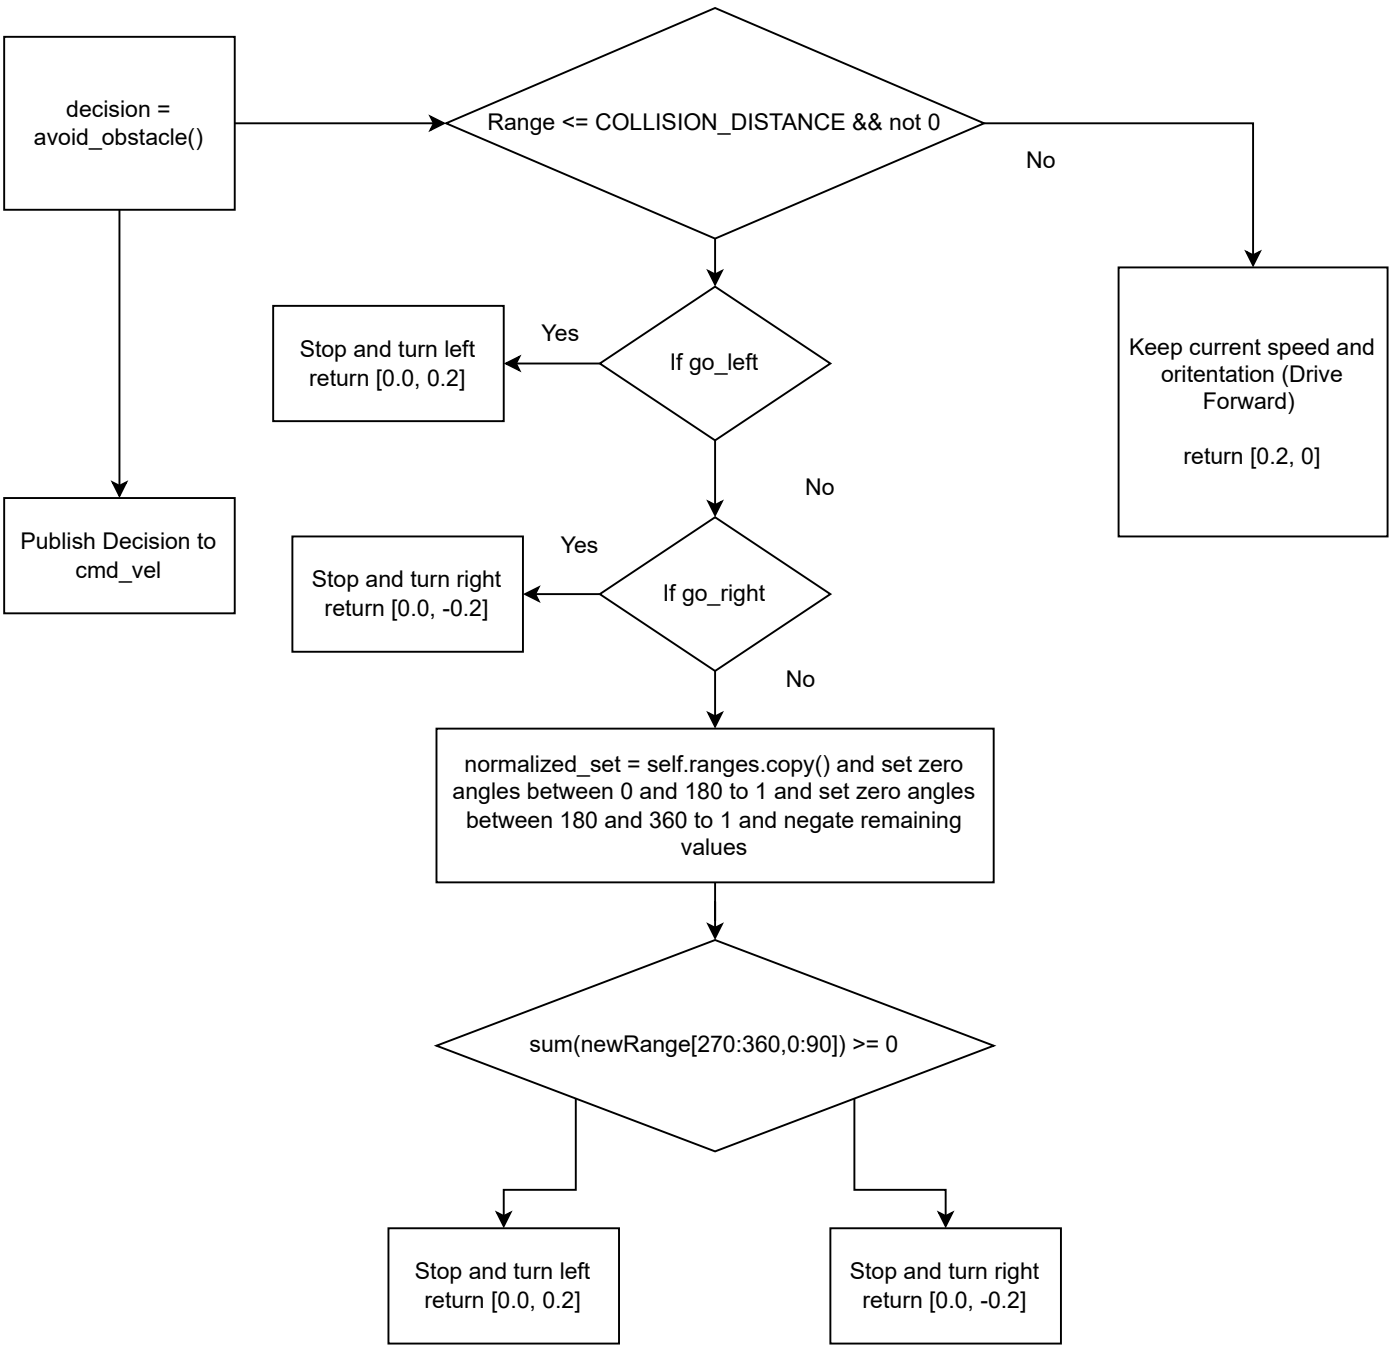 decision =
avoid_obstacle()
Range <= COLLISION_DISTANCE && not 0
No
Stop and turn left
return [0.0, 0.2]
Yes
If go_left
Keep current speed and
oritentation (Drive
Forward)
return [0.2, 0]
No
Publish Decision to
cmd_vel
Stop and turn right
return [0.0, -0.2]
Yes
If go_right
No
normalized_set = self.ranges.copy() and set zero
angles between 0 and 180 to 1 and set zero angles
between 180 and 360 to 1 and negate remaining
values
sum(newRange[270:360,0:90]) >= 0
Stop and turn left
return [0.0, 0.2]
Stop and turn right
return [0.0, -0.2]